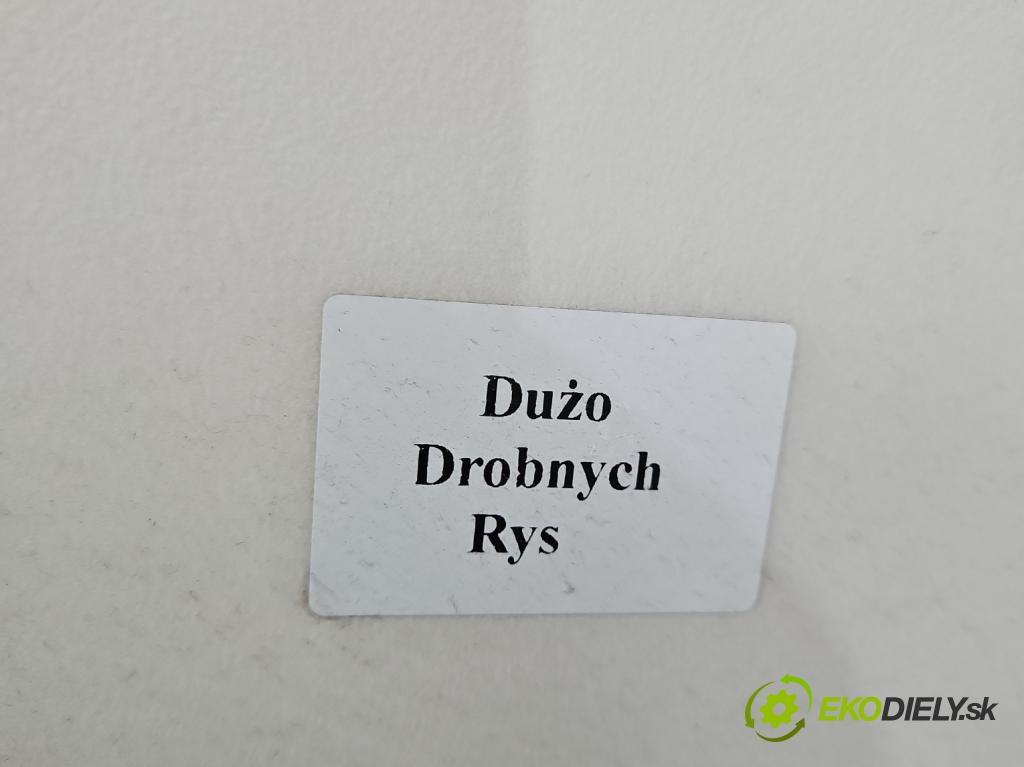 Dużo
Drobnych
Rys
EKODIELY.sk